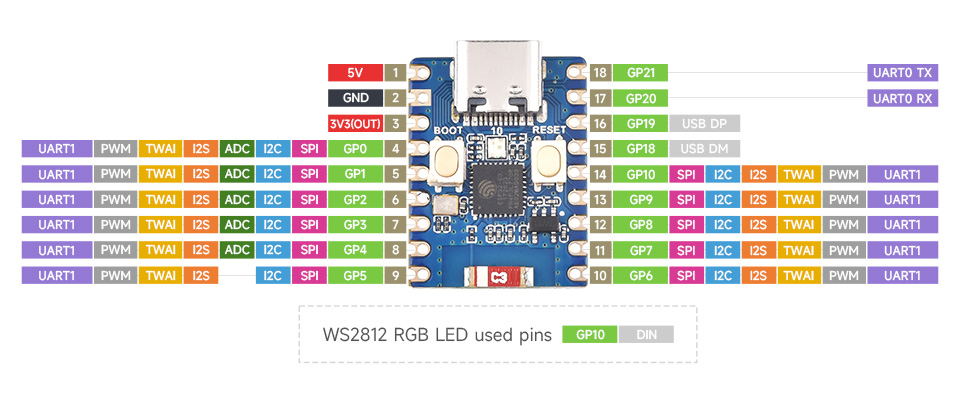 5V 1 18 GP21 UART0 TX
GND 2 17 GP20 UART0 RX
3V3(OUT) 3 16 GP19 USB DP
BOOT 10 RESET
UART1 PWM TWAI I2S ADC I2C SPI GP0 4 15 GP18 USB DM
UART1 PWM TWAI I2S ADC I2C SPI GP1 5 14 GP10 SPI I2C I2S TWAI PWM UART1
UART1 PWM TWAI I2S ADC I2C SPI GP2 6 13 GP9 SPI I2C I2S TWAI PWM UART1
UART1 PWM TWAI I2S ADC I2C SPI GP3 7 12 GP8 SPI I2C I2S TWAI PWM UART1
UART1 PWM TWAI I2S ADC I2C SPI GP4 8 11 GP7 SPI I2C I2S TWAI PWM UART1
UART1 PWM TWAI I2S I2C SPI GP5 9 10 GP6 SPI I2C I2S TWAI PWM UART1
C3
WS2812 RGB LED used pins GP10 DIN